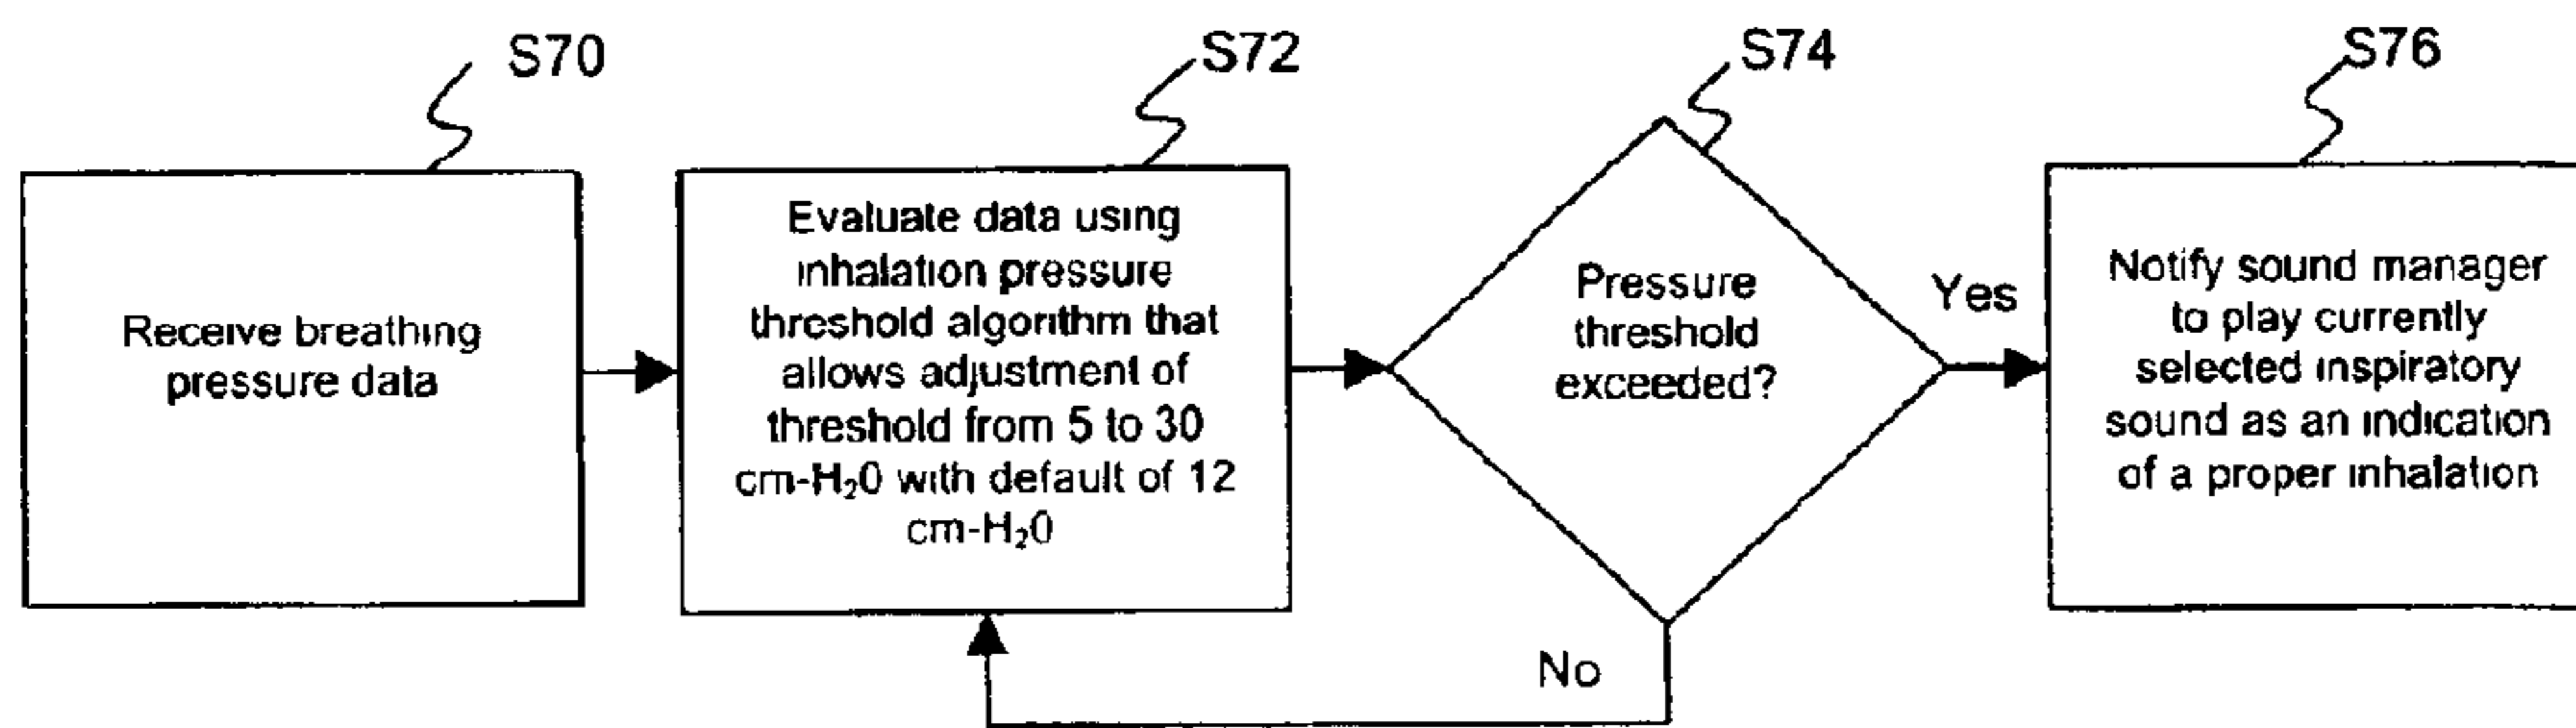 S70
S72
S74
S76
Receive breathing
pressure data
Evaluate data using
inhalation pressure
threshold algorithm that
allows adjustment of
threshold from 5 to 30
cm-H₂0 with default of 12
cm-H₂0
Pressure
threshold
exceeded?
Yes
No
Notify sound manager
to play currently
selected inspiratory
sound as an indication
of a proper inhalation